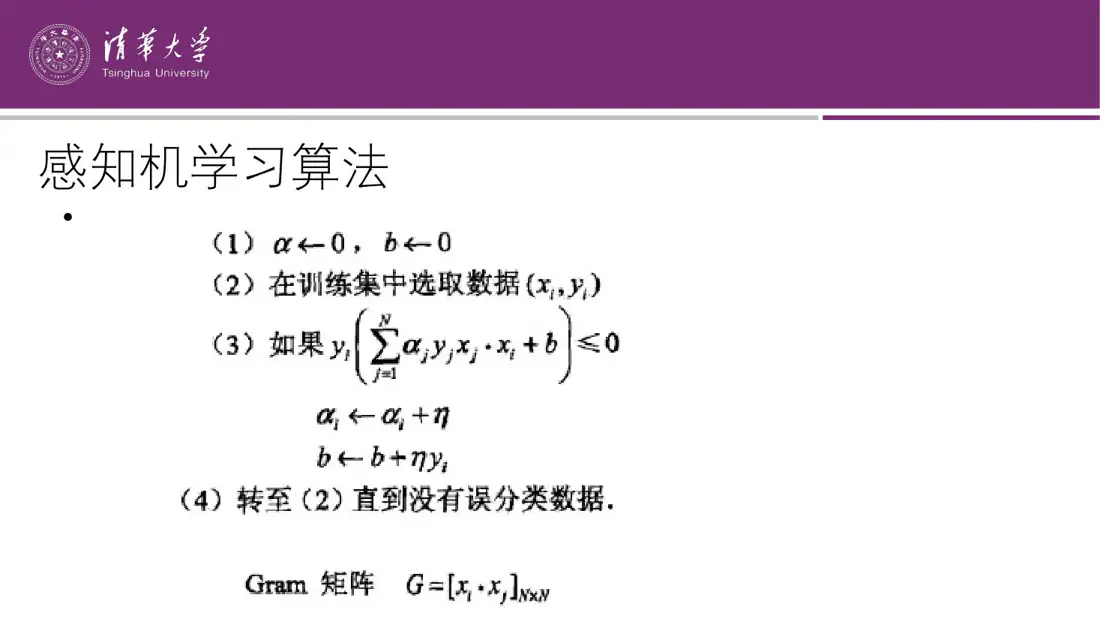 清华大学
Tsinghua University
感知机学习算法
•
（1）α←0，b←0
（2）在训练集中选取数据(xᵢ,yᵢ)
（3）如果 yᵢ(∑ⱼ₌₁ᴺ αⱼyⱼxⱼ·xᵢ+b)≤0
αᵢ←αᵢ+η
b←b+ηyᵢ
（4）转至（2）直到没有误分类数据.
Gram 矩阵 G=[xᵢ·xⱼ]N×N